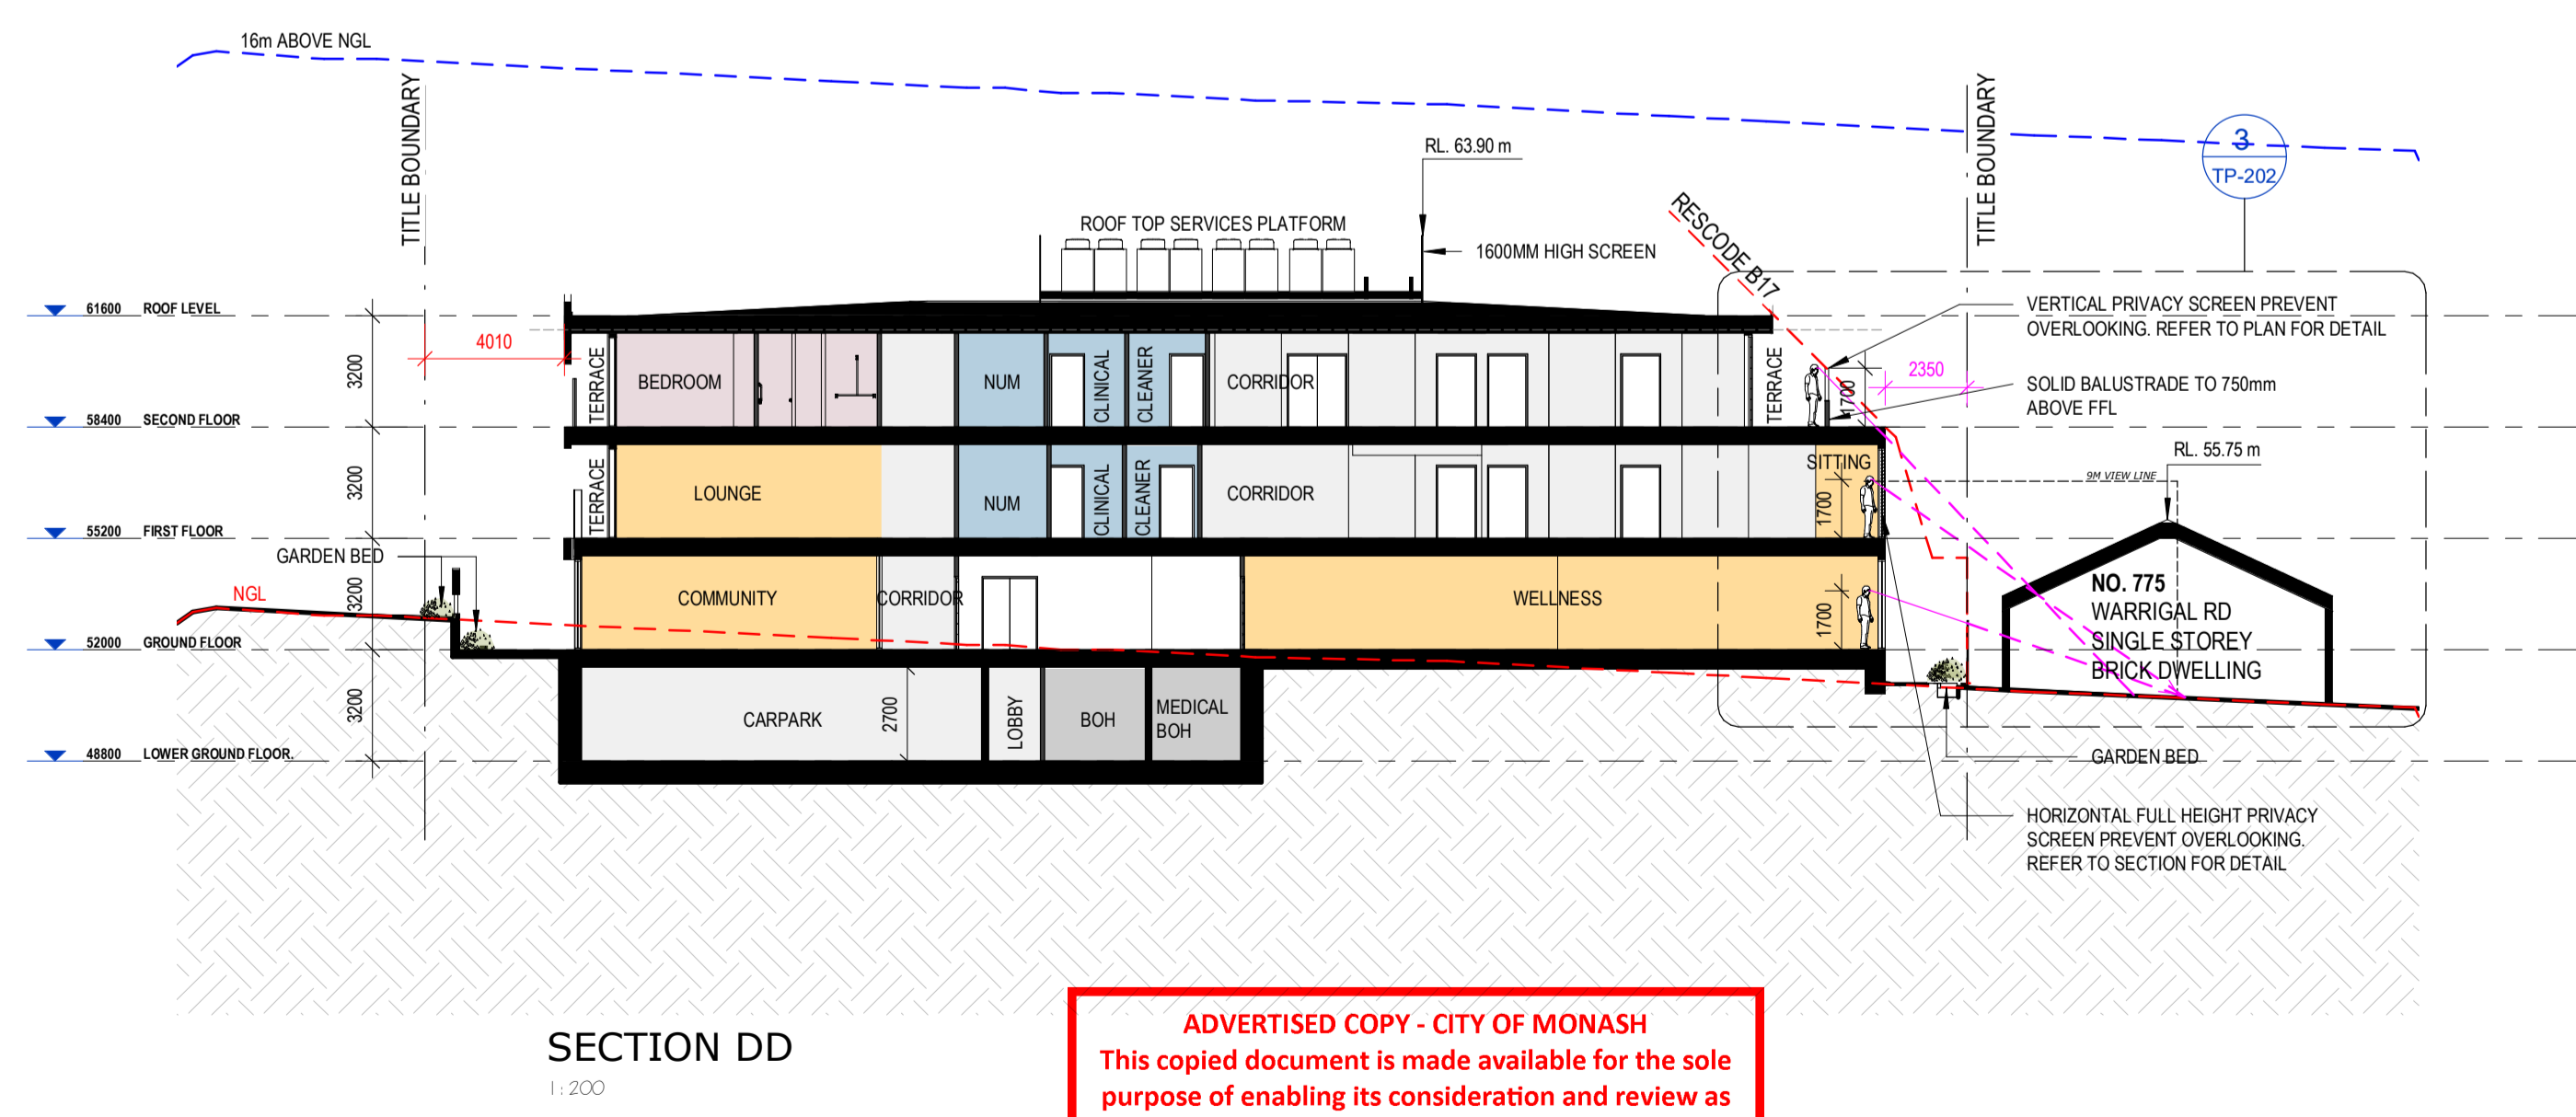 16m ABOVE NGL
TITLE BOUNDARY
TITLE BOUNDARY
3
TP-202
RL. 63.90 m
ROOF TOP SERVICES PLATFORM
1600MM HIGH SCREEN
RESCODE B17
VERTICAL PRIVACY SCREEN PREVENT
OVERLOOKING. REFER TO PLAN FOR DETAIL
61600 ROOF LEVEL
4010
3200
TERRACE
BEDROOM
NUM
CLINICAL
CLEANER
CORRIDOR
TERRACE
1700
2350
SOLID BALUSTRADE TO 750mm
ABOVE FFL
58400 SECOND FLOOR
RL. 55.75 m
3200
TERRACE
LOUNGE
NUM
CLINICAL
CLEANER
CORRIDOR
SITTING
1700
9M VIEW LINE
55200 FIRST FLOOR
GARDEN BED
NGL
3200
COMMUNITY
CORRIDOR
WELLNESS
1700
NO. 775
WARRIGAL RD
SINGLE STOREY
BRICK DWELLING
52000 GROUND FLOOR
3200
CARPARK
2700
LOBBY
BOH
MEDICAL
BOH
48800 LOWER GROUND FLOOR.
GARDEN BED
HORIZONTAL FULL HEIGHT PRIVACY
SCREEN PREVENT OVERLOOKING.
REFER TO SECTION FOR DETAIL
SECTION DD
1:200
ADVERTISED COPY - CITY OF MONASH
This copied document is made available for the sole
purpose of enabling its consideration and review as